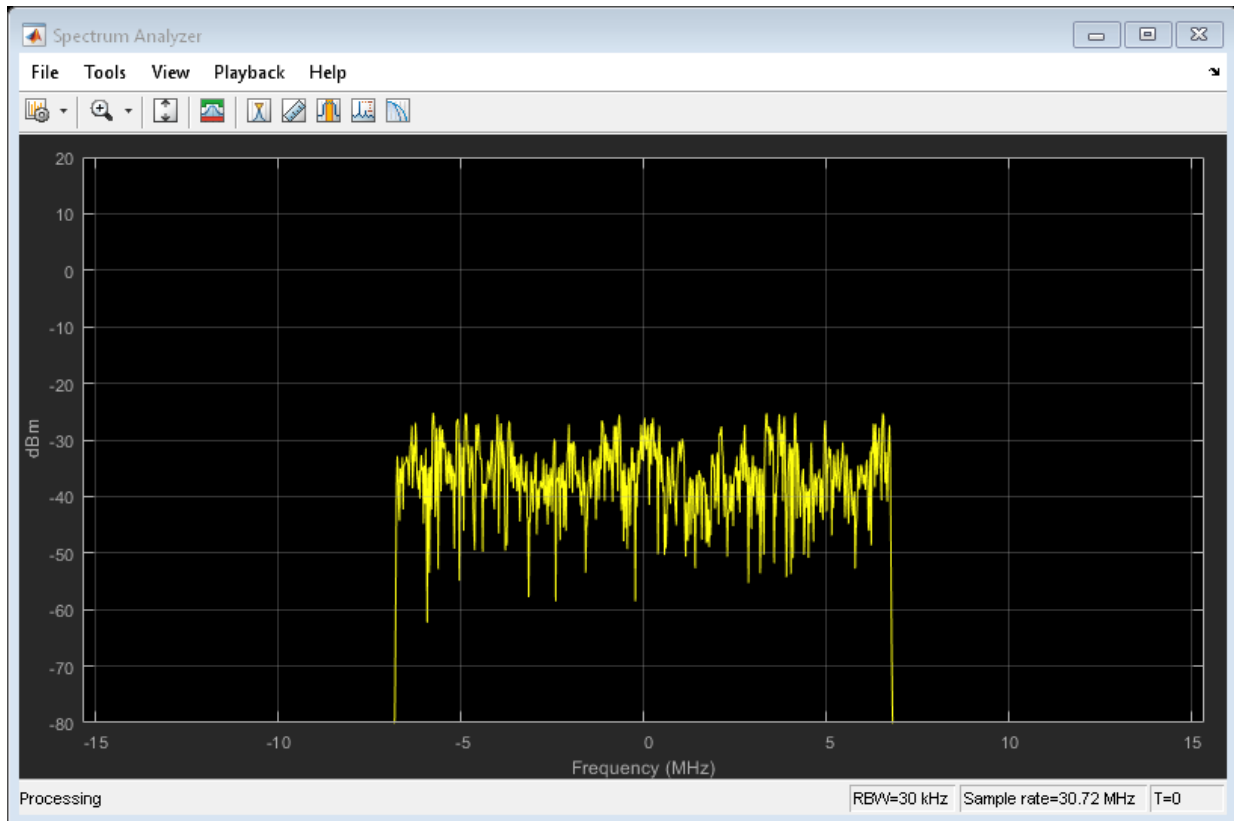 Spectrum Analyzer
File Tools View Playback Help
20
10
0
-10
-20
-30
-40
-50
-60
-70
-80
dBm
-15 -10 -5 0 5 10 15
Frequency (MHz)
Processing RBW=30 kHz Sample rate=30.72 MHz T=0